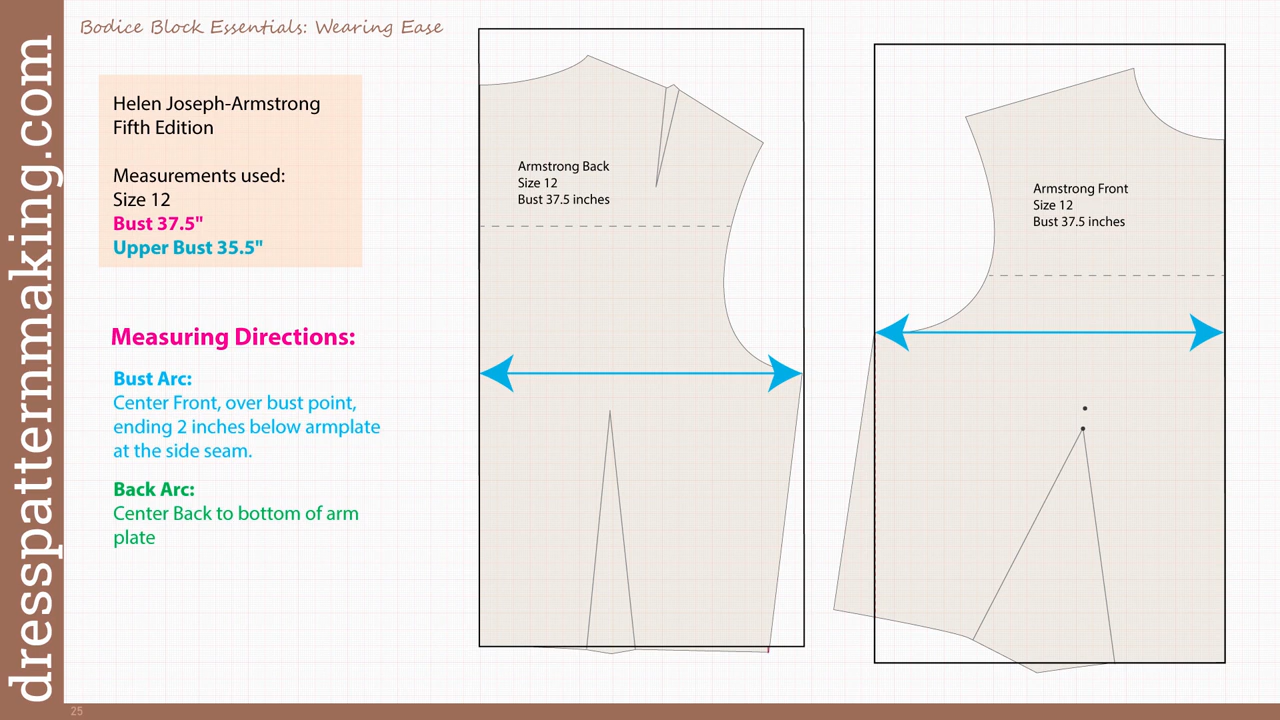 dresspatternmaking.com
Bodice Block Essentials: Wearing Ease
Helen Joseph-Armstrong
Fifth Edition
Measurements used:
Size 12
Bust 37.5"
Upper Bust 35.5"
Measuring Directions:
Bust Arc:
Center Front, over bust point,
ending 2 inches below armplate
at the side seam.
Back Arc:
Center Back to bottom of arm
plate
Armstrong Back
Size 12
Bust 37.5 inches
Armstrong Front
Size 12
Bust 37.5 inches
25